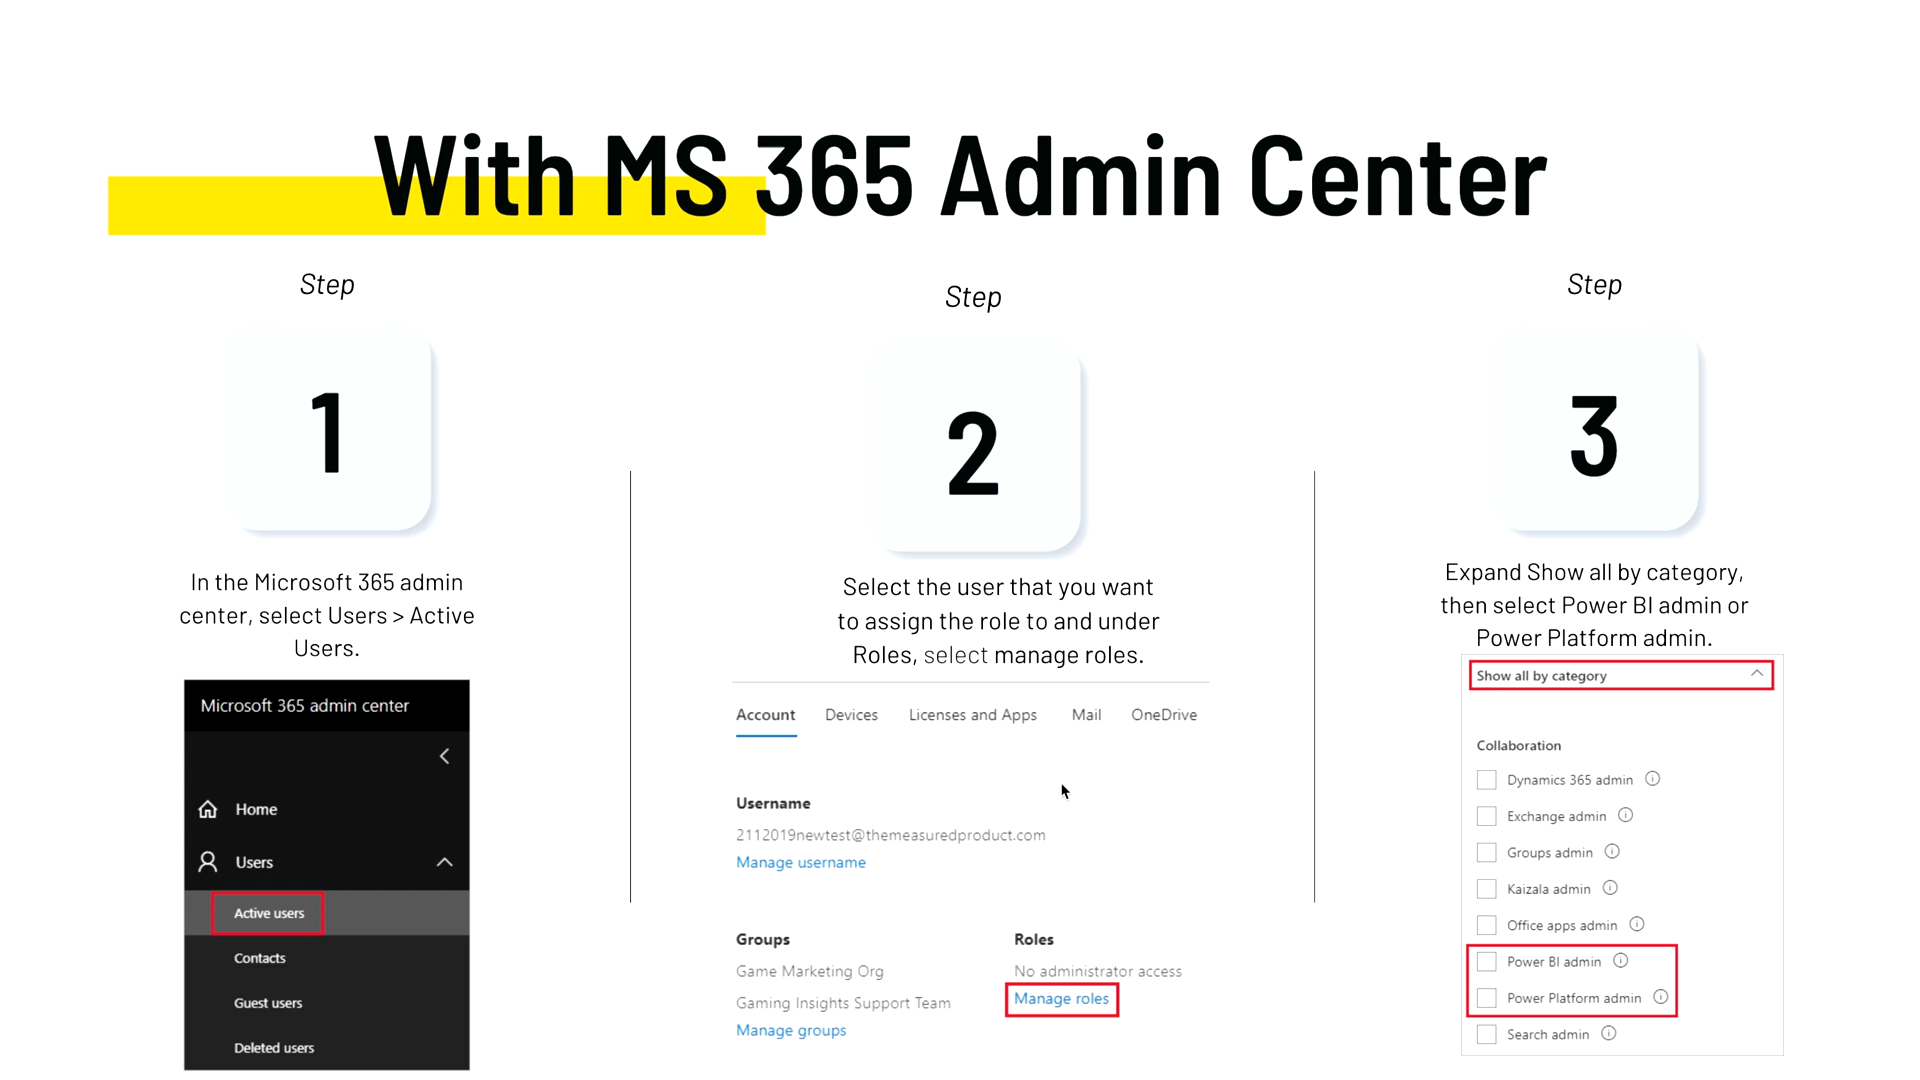 With MS 365 Admin Center
Step
1
In the Microsoft 365 admin
center, select Users > Active
Users.
Microsoft 365 admin center
Home
Users
Active users
Contacts
Guest users
Deleted users
Step
2
Select the user that you want
to assign the role to and under
Roles, select manage roles.
Account Devices Licenses and Apps Mail OneDrive
Username
2112019newtest@themeasuredproduct.com
Manage username
Groups
Game Marketing Org
Gaming Insights Support Team
Manage groups
Roles
No administrator access
Manage roles
Step
3
Expand Show all by category,
then select Power BI admin or
Power Platform admin.
Show all by category
Collaboration
Dynamics 365 admin
Exchange admin
Groups admin
Kaizala admin
Office apps admin
Power BI admin
Power Platform admin
Search admin